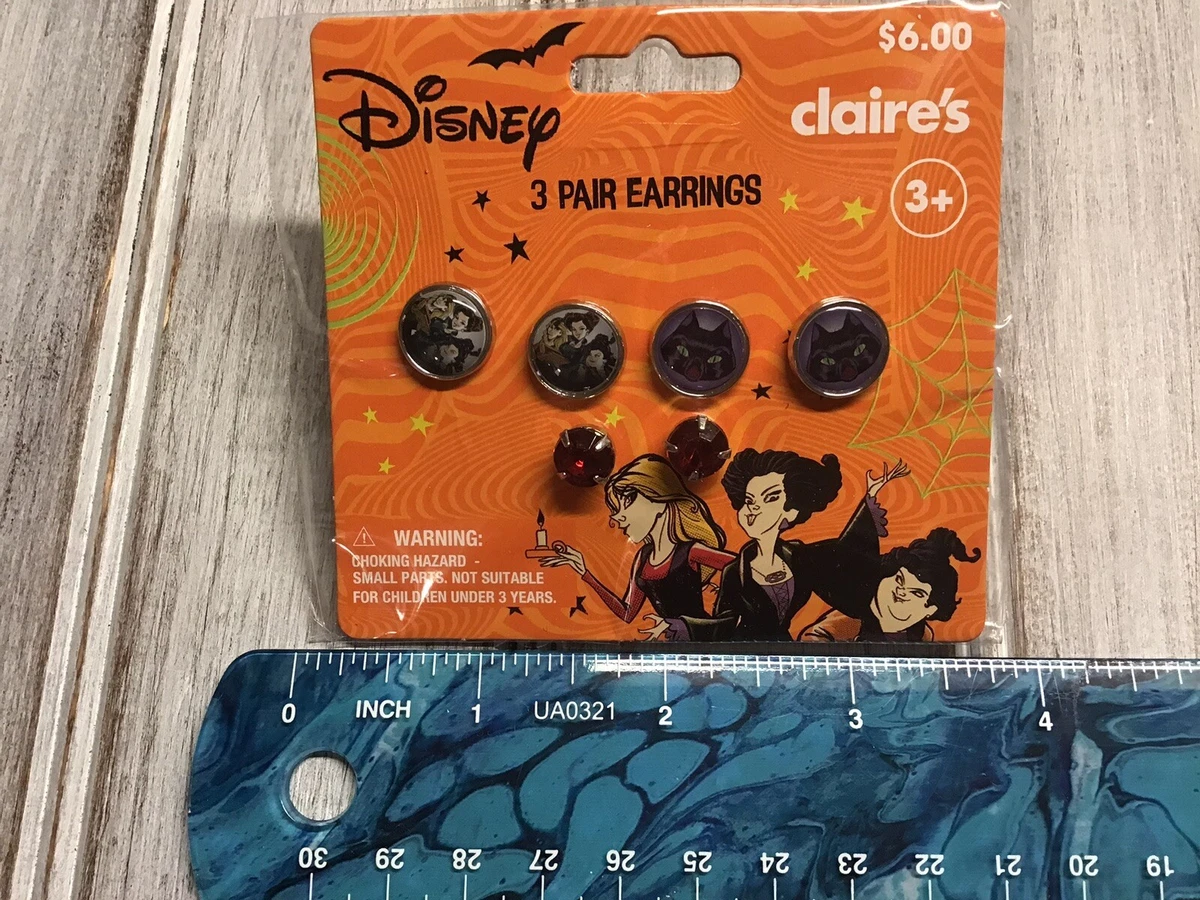 $6.00
Disney
claire's
3 PAIR EARRINGS
3+
WARNING:
CHOKING HAZARD -
SMALL PARTS. NOT SUITABLE
FOR CHILDREN UNDER 3 YEARS.
0 INCH 1 UA0321 2 3 4
30 29 28 27 26 25 24 23 22 21 20 19